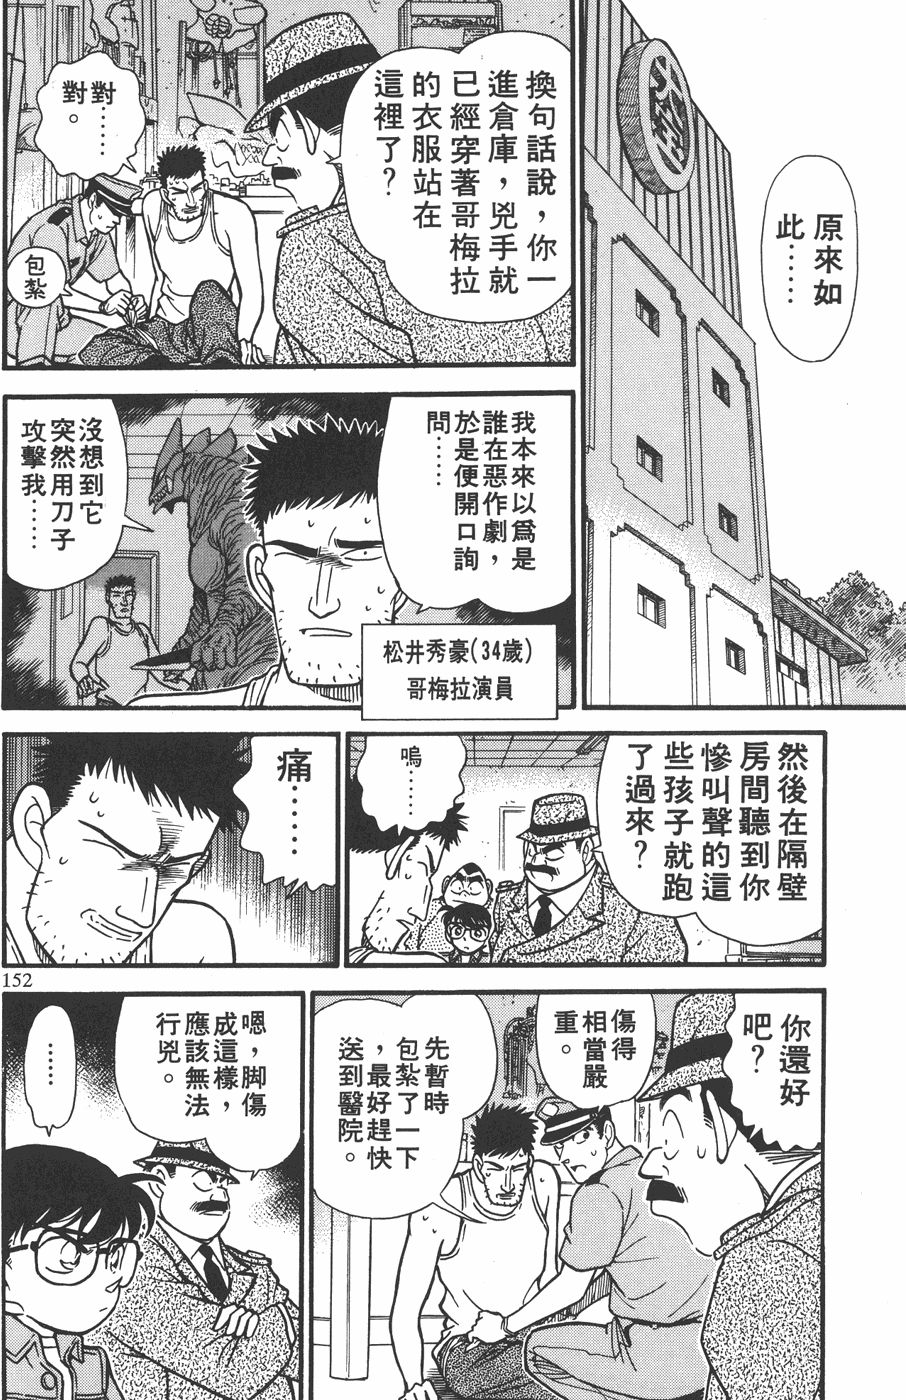 原來如
此……
換句話說，你一
進倉庫，兇手就
已經穿著哥梅拉
的衣服站在
這裡了？
對……
對。
包紮
我本來以為是
誰在惡作劇，
於是便開口詢
問……
松井秀豪(34歲)
哥梅拉演員
沒想到它
突然用刀子
攻擊我……
然後在隔壁
房間聽到你
慘叫聲的這
些孩子就跑
了過來？
嗚……
痛……
你還好
吧？
傷得
相當嚴
重。
先暫時
包紮了一下
，最好趕快
送到醫院。
嗯，脚傷
成這樣，
應該無法
行兇。
……
152